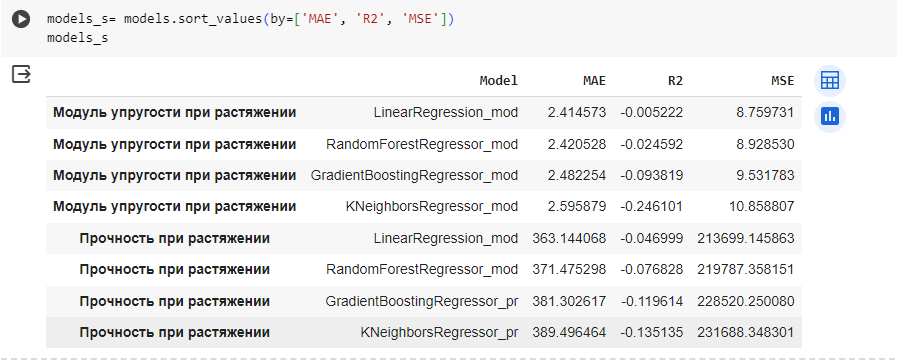 models_s= models.sort_values(by=['MAE', 'R2', 'MSE'])
models_s
Model MAE R2 MSE
Модуль упругости при растяжении LinearRegression_mod 2.414573 -0.005222 8.759731
Модуль упругости при растяжении RandomForestRegressor_mod 2.420528 -0.024592 8.928530
Модуль упругости при растяжении GradientBoostingRegressor_mod 2.482254 -0.093819 9.531783
Модуль упругости при растяжении KNeighborsRegressor_mod 2.595879 -0.246101 10.858807
Прочность при растяжении LinearRegression_mod 363.144068 -0.046999 213699.145863
Прочность при растяжении RandomForestRegressor_mod 371.475298 -0.076828 219787.358151
Прочность при растяжении GradientBoostingRegressor_pr 381.302617 -0.119614 228520.250080
Прочность при растяжении KNeighborsRegressor_pr 389.496464 -0.135135 231688.348301